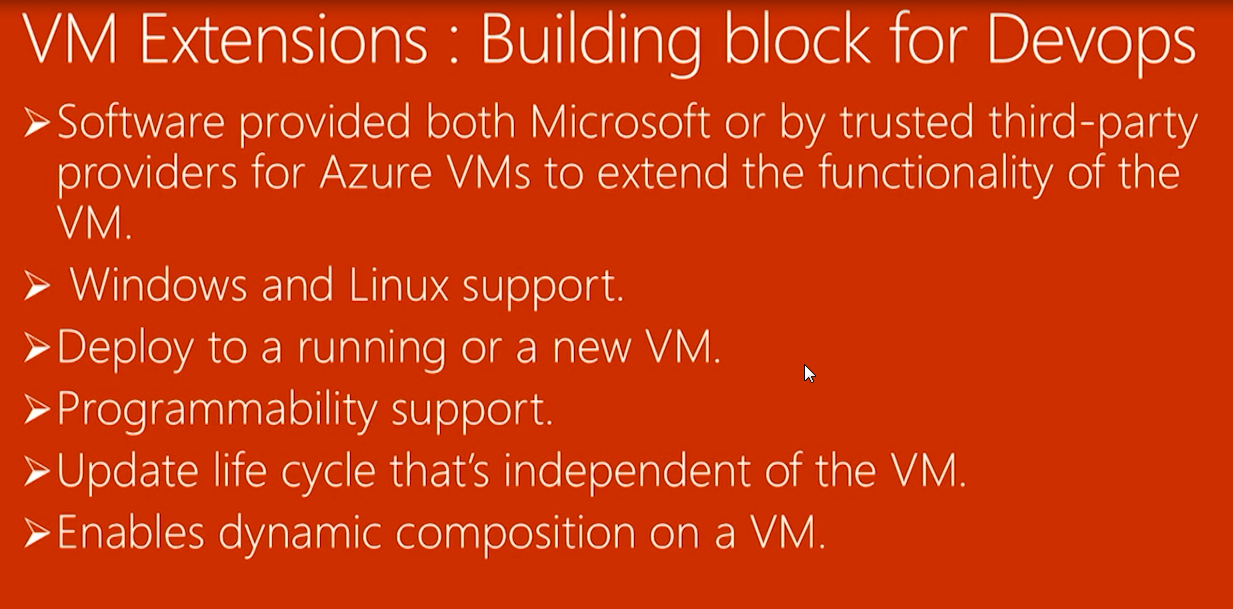 VM Extensions : Building block for Devops
➢Software provided both Microsoft or by trusted third-party
providers for Azure VMs to extend the functionality of the
VM.
➢ Windows and Linux support.
➢Deploy to a running or a new VM.
➢Programmability support.
➢Update life cycle that’s independent of the VM.
➢Enables dynamic composition on a VM.